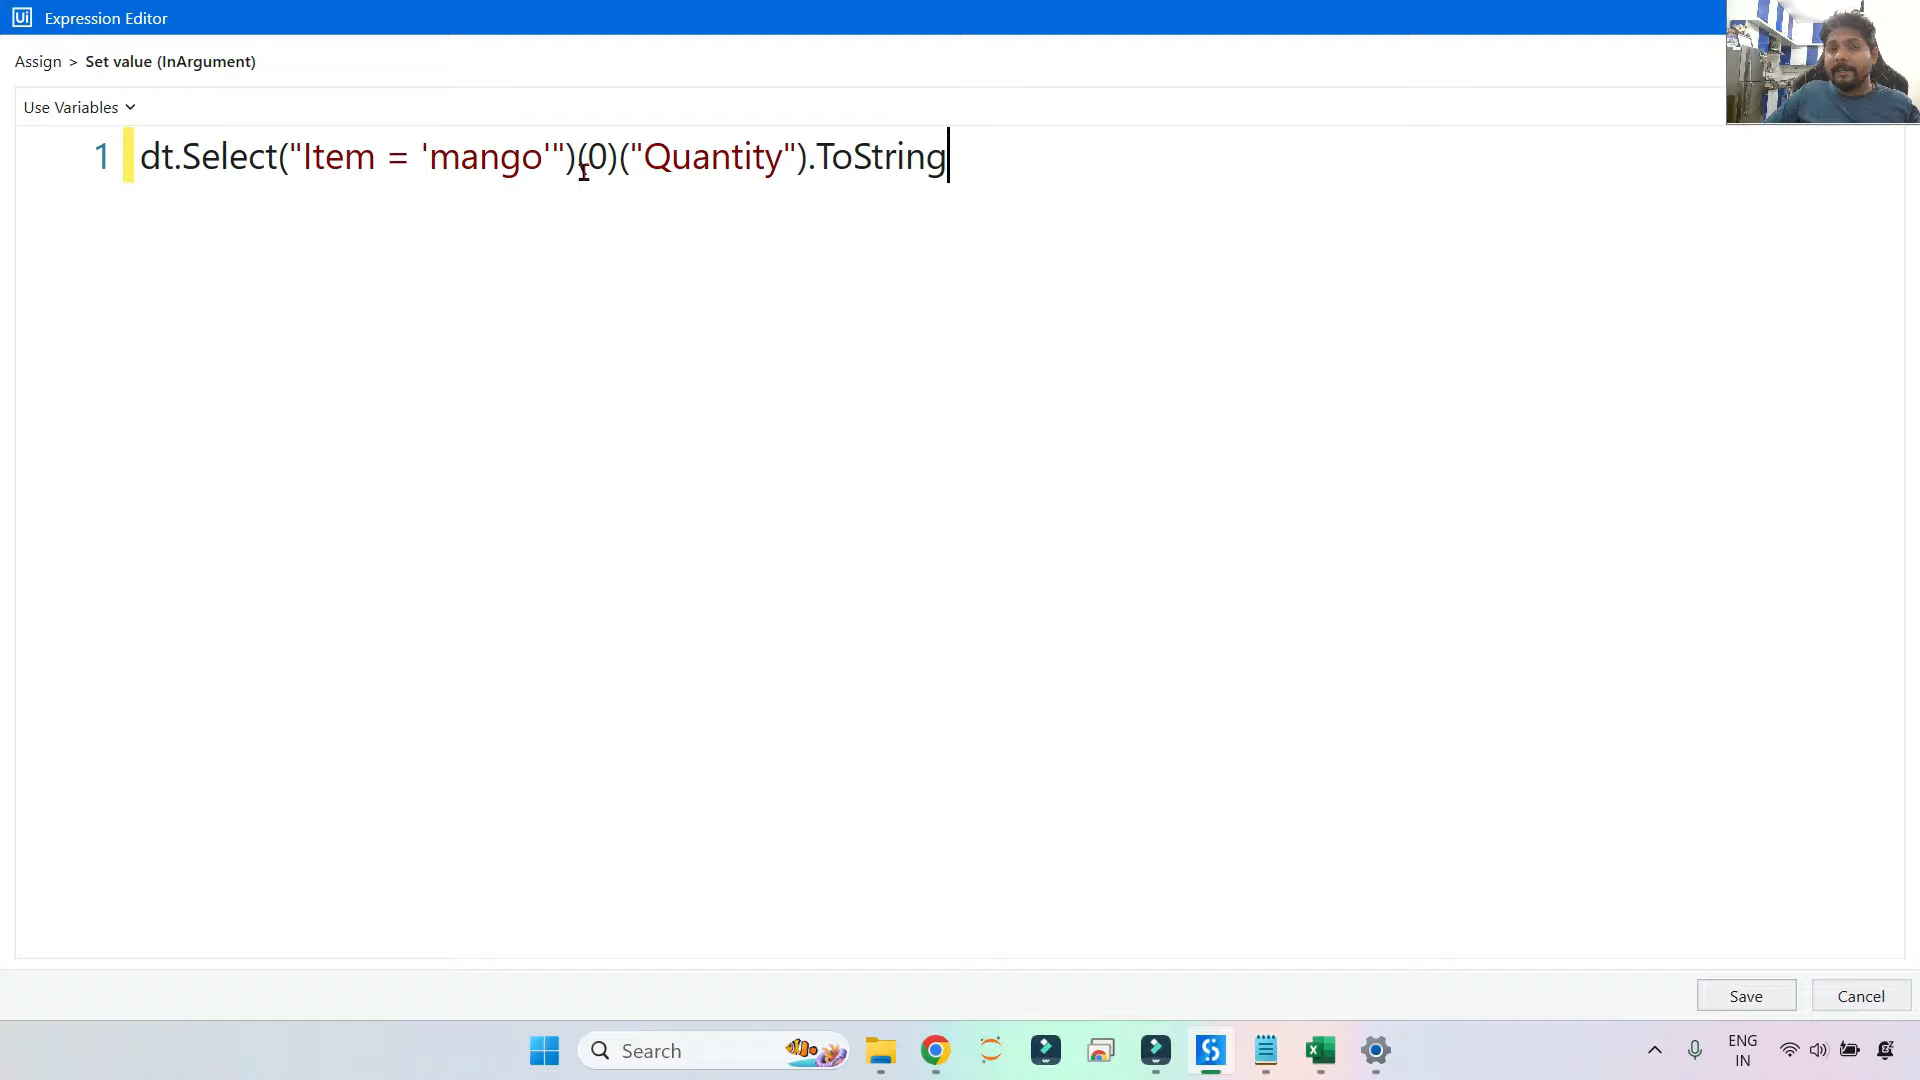 Ui Expression Editor
Assign > Set value (InArgument)
Use Variables
1 dt.Select("Item = 'mango'")(0)("Quantity").ToString
Save Cancel
Search
ENG
IN